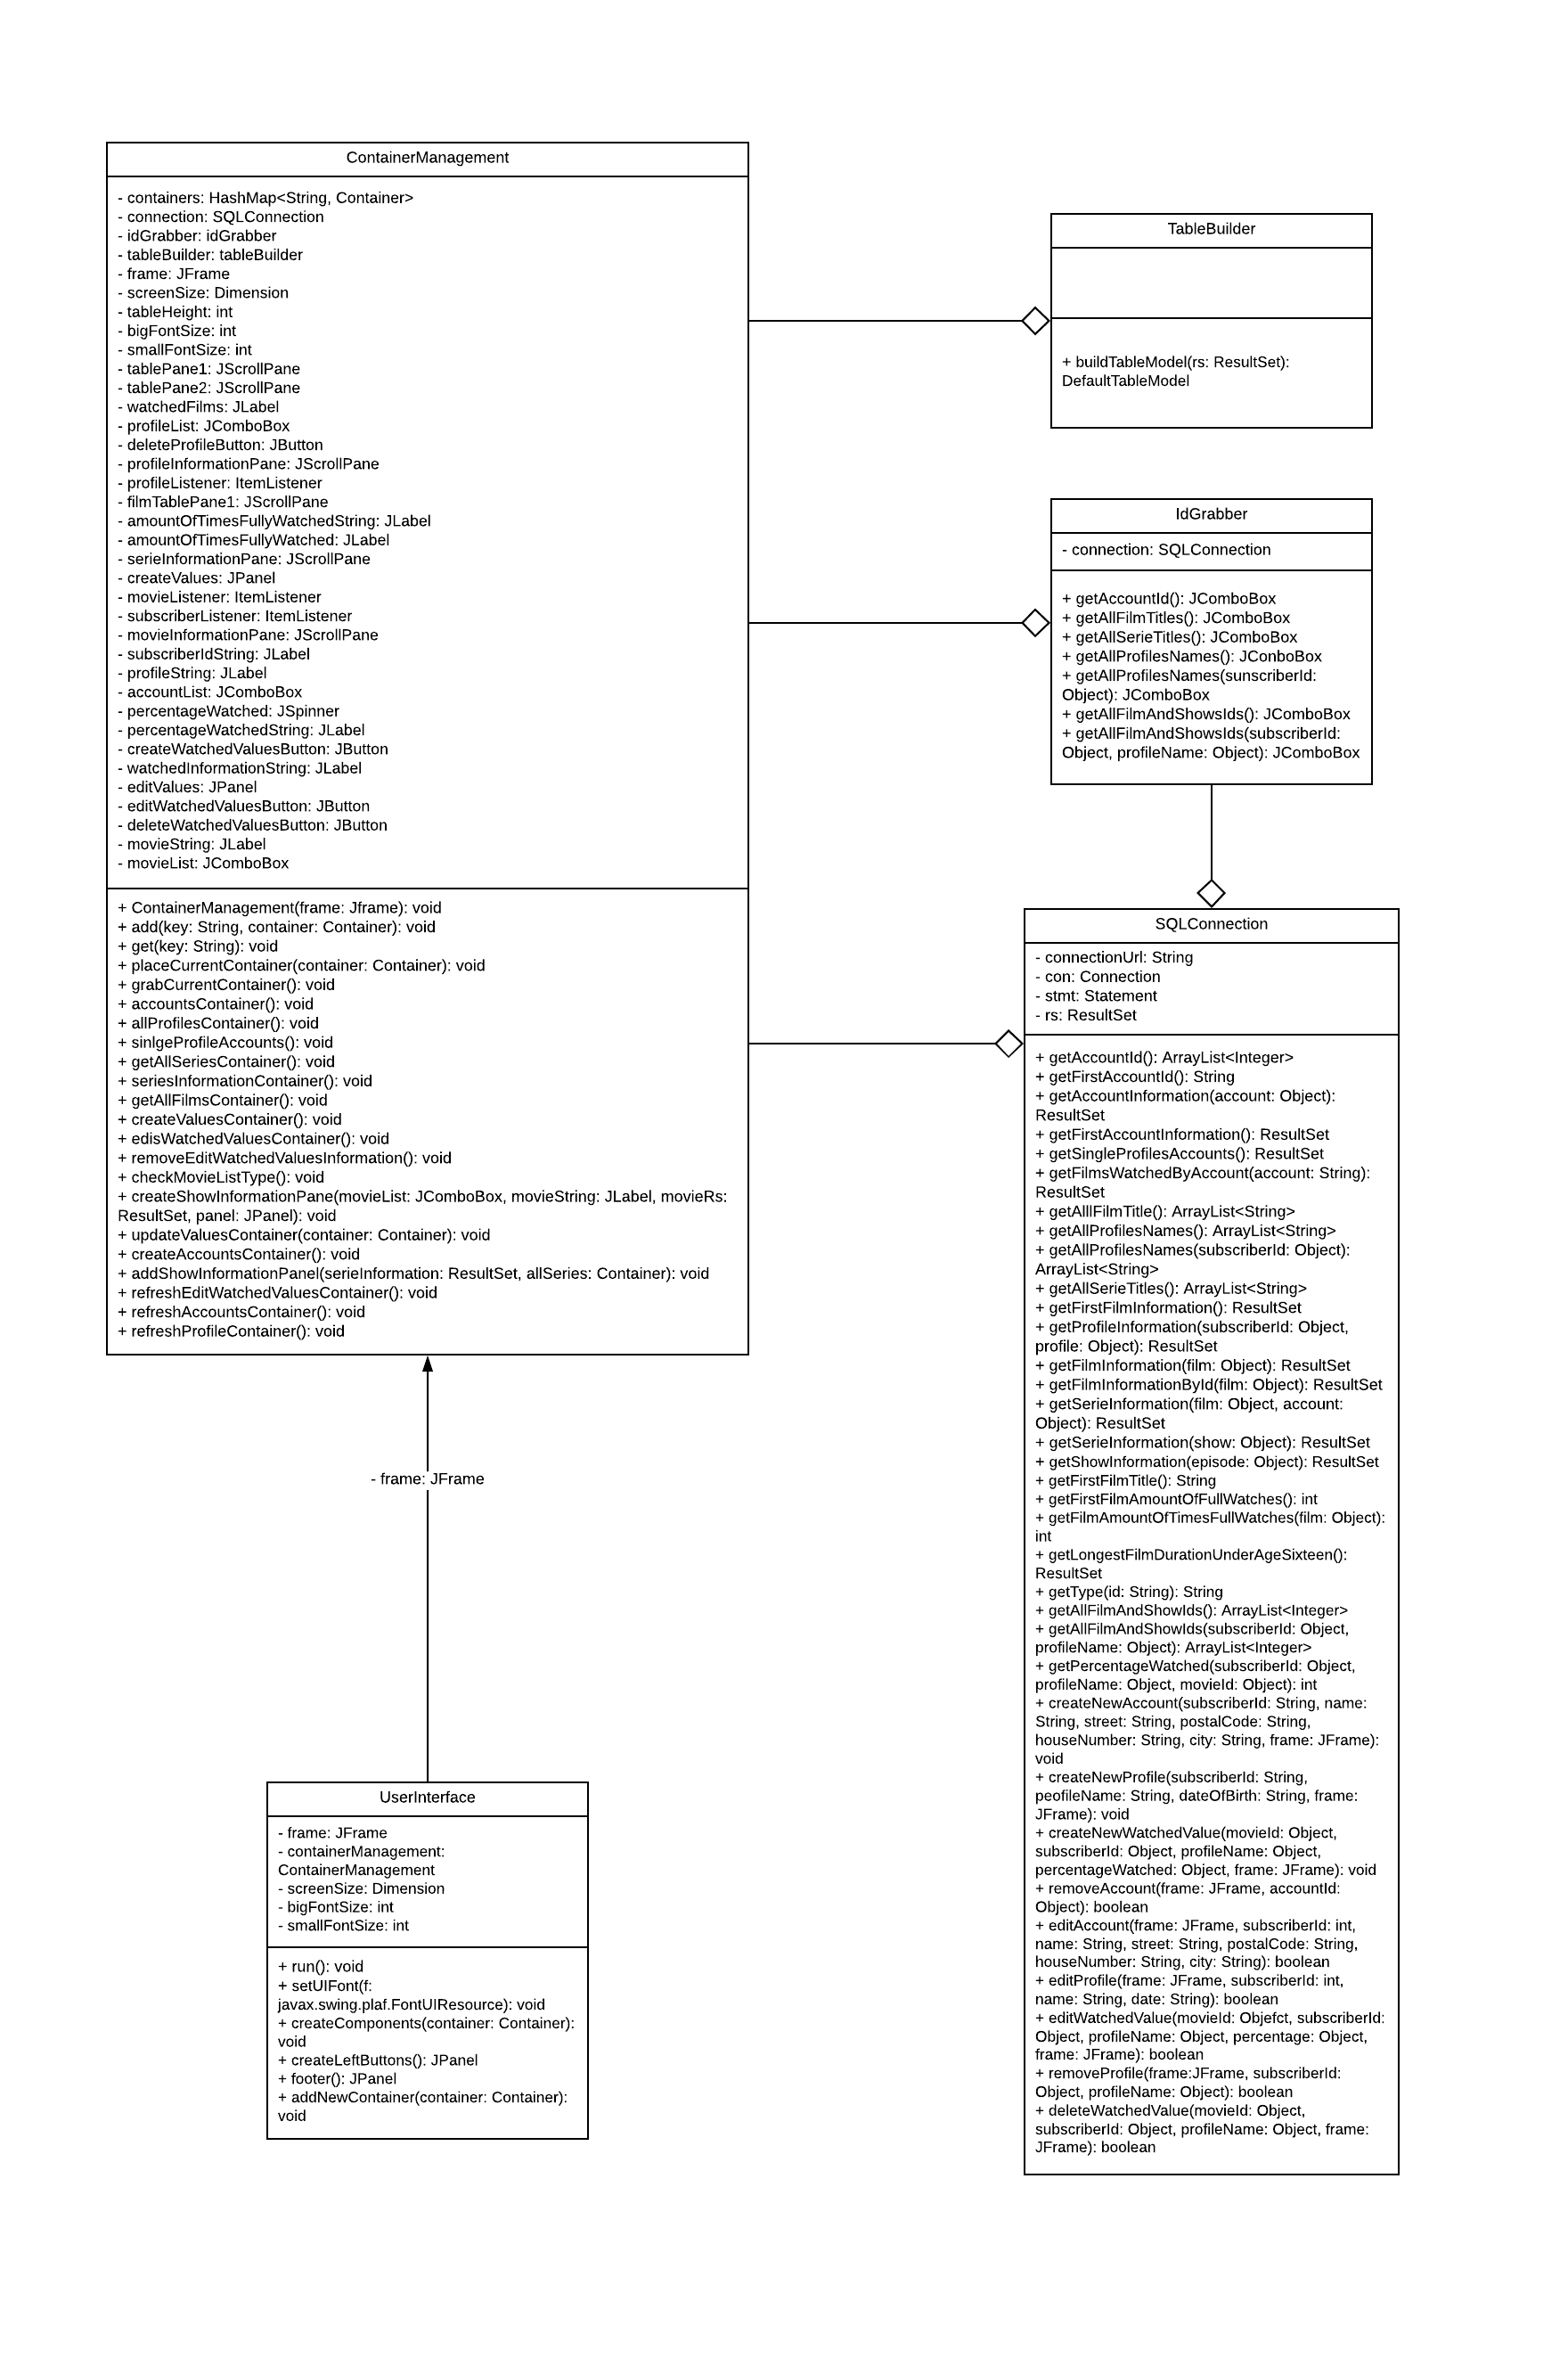 ContainerManagement
- containers: HashMap<String, Container>
- connection: SQLConnection
- idGrabber: idGrabber
- tableBuilder: tableBuilder
- frame: JFrame
- screenSize: Dimension
- tableHeight: int
- bigFontSize: int
- smallFontSize: int
- tablePane1: JScrollPane
- tablePane2: JScrollPane
- watchedFilms: JLabel
- profileList: JComboBox
- deleteProfileButton: JButton
- profileInformationPane: JScrollPane
- profileListener: ItemListener
- filmTablePane1: JScrollPane
- amountOfTimesFullyWatchedString: JLabel
- amountOfTimesFullyWatched: JLabel
- serieInformationPane: JScrollPane
- createValues: JPanel
- movieListener: ItemListener
- subscriberListener: ItemListener
- movieInformationPane: JScrollPane
- subscriberIdString: JLabel
- profileString: JLabel
- accountList: JComboBox
- percentageWatched: JSpinner
- percentageWatchedString: JLabel
- createWatchedValuesButton: JButton
- watchedInformationString: JLabel
- editValues: JPanel
- editWatchedValuesButton: JButton
- deleteWatchedValuesButton: JButton
- movieString: JLabel
- movieList: JComboBox
+ ContainerManagement(frame: Jframe): void
+ add(key: String, container: Container): void
+ get(key: String): void
+ placeCurrentContainer(container: Container): void
+ grabCurrentContainer(): void
+ accountsContainer(): void
+ allProfilesContainer(): void
+ sinlgeProfileAccounts(): void
+ getAllSeriesContainer(): void
+ seriesInformationContainer(): void
+ getAllFilmsContainer(): void
+ createValuesContainer(): void
+ edisWatchedValuesContainer(): void
+ removeEditWatchedValuesInformation(): void
+ checkMovieListType(): void
+ createShowInformationPane(movieList: JComboBox, movieString: JLabel, movieRs:
ResultSet, panel: JPanel): void
+ updateValuesContainer(container: Container): void
+ createAccountsContainer(): void
+ addShowInformationPanel(serieInformation: ResultSet, allSeries: Container): void
+ refreshEditWatchedValuesContainer(): void
+ refreshAccountsContainer(): void
+ refreshProfileContainer(): void
TableBuilder
+ buildTableModel(rs: ResultSet):
DefaultTableModel
IdGrabber
- connection: SQLConnection
+ getAccountId(): JComboBox
+ getAllFilmTitles(): JComboBox
+ getAllSerieTitles(): JComboBox
+ getAllProfilesNames(): JConboBox
+ getAllProfilesNames(sunscriberId:
Object): JComboBox
+ getAllFilmAndShowsIds(): JComboBox
+ getAllFilmAndShowsIds(subscriberId:
Object, profileName: Object): JComboBox
SQLConnection
- connectionUrl: String
- con: Connection
- stmt: Statement
- rs: ResultSet
+ getAccountId(): ArrayList<Integer>
+ getFirstAccountId(): String
+ getAccountInformation(account: Object):
ResultSet
+ getFirstAccountInformation(): ResultSet
+ getSingleProfilesAccounts(): ResultSet
+ getFilmsWatchedByAccount(account: String):
ResultSet
+ getAlllFilmTitle(): ArrayList<String>
+ getAllProfilesNames(): ArrayList<String>
+ getAllProfilesNames(subscriberId: Object):
ArrayList<String>
+ getAllSerieTitles(): ArrayList<String>
+ getFirstFilmInformation(): ResultSet
+ getProfileInformation(subscriberId: Object,
profile: Object): ResultSet
+ getFilmInformation(film: Object): ResultSet
+ getFilmInformationById(film: Object): ResultSet
+ getSerieInformation(film: Object, account:
Object): ResultSet
+ getSerieInformation(show: Object): ResultSet
+ getShowInformation(episode: Object): ResultSet
+ getFirstFilmTitle(): String
+ getFirstFilmAmountOfFullWatches(): int
+ getFilmAmountOfTimesFullWatches(film: Object):
int
+ getLongestFilmDurationUnderAgeSixteen():
ResultSet
+ getType(id: String): String
+ getAllFilmAndShowIds(): ArrayList<Integer>
+ getAllFilmAndShowIds(subscriberId: Object,
profileName: Object): ArrayList<Integer>
+ getPercentageWatched(subscriberId: Object,
profileName: Object, movieId: Object): int
+ createNewAccount(subscriberId: String, name:
String, street: String, postalCode: String,
houseNumber: String, city: String, frame: JFrame):
void
+ createNewProfile(subscriberId: String,
peofileName: String, dateOfBirth: String, frame:
JFrame): void
+ createNewWatchedValue(movieId: Object,
subscriberId: Object, profileName: Object,
percentageWatched: Object, frame: JFrame): void
+ removeAccount(frame: JFrame, accountId:
Object): boolean
+ editAccount(frame: JFrame, subscriberId: int,
name: String, street: String, postalCode: String,
houseNumber: String, city: String): boolean
+ editProfile(frame: JFrame, subscriberId: int,
name: String, date: String): boolean
+ editWatchedValue(movieId: Objefct, subscriberId:
Object, profileName: Object, percentage: Object,
frame: JFrame): boolean
+ removeProfile(frame:JFrame, subscriberId:
Object, profileName: Object): boolean
+ deleteWatchedValue(movieId: Object,
subscriberId: Object, profileName: Object, frame:
JFrame): boolean
- frame: JFrame
UserInterface
- frame: JFrame
- containerManagement:
ContainerManagement
- screenSize: Dimension
- bigFontSize: int
- smallFontSize: int
+ run(): void
+ setUIFont(f:
javax.swing.plaf.FontUIResource): void
+ createComponents(container: Container):
void
+ createLeftButtons(): JPanel
+ footer(): JPanel
+ addNewContainer(container: Container):
void